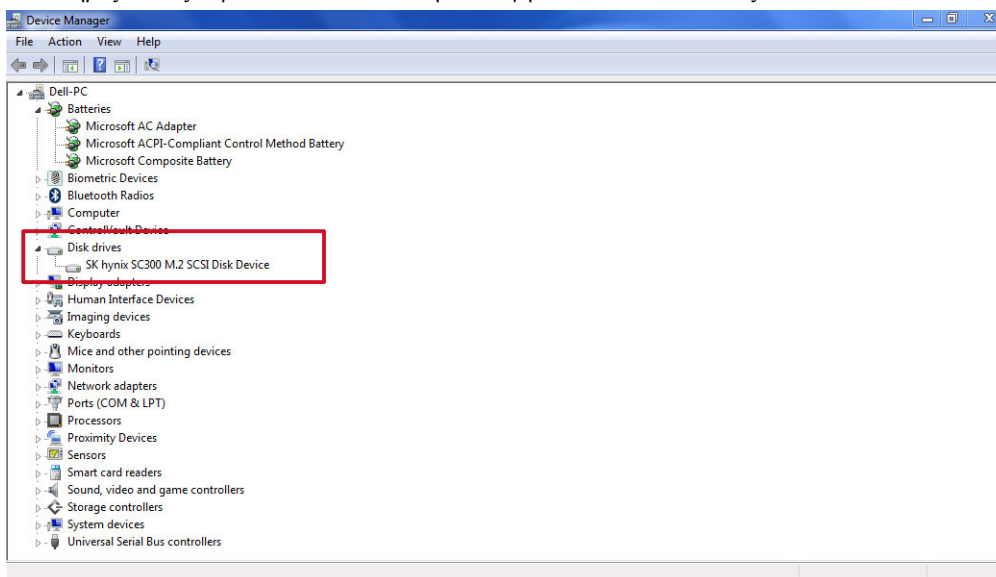 Device Manager
File Action View Help
Dell-PC
Batteries
Microsoft AC Adapter
Microsoft ACPI-Compliant Control Method Battery
Microsoft Composite Battery
Biometric Devices
Bluetooth Radios
Computer
ControlVault Device
Disk drives
SK hynix SC300 M.2 SCSI Disk Device
Display adapters
Human Interface Devices
Imaging devices
Keyboards
Mice and other pointing devices
Monitors
Network adapters
Ports (COM & LPT)
Processors
Proximity Devices
Sensors
Smart card readers
Sound, video and game controllers
Storage controllers
System devices
Universal Serial Bus controllers